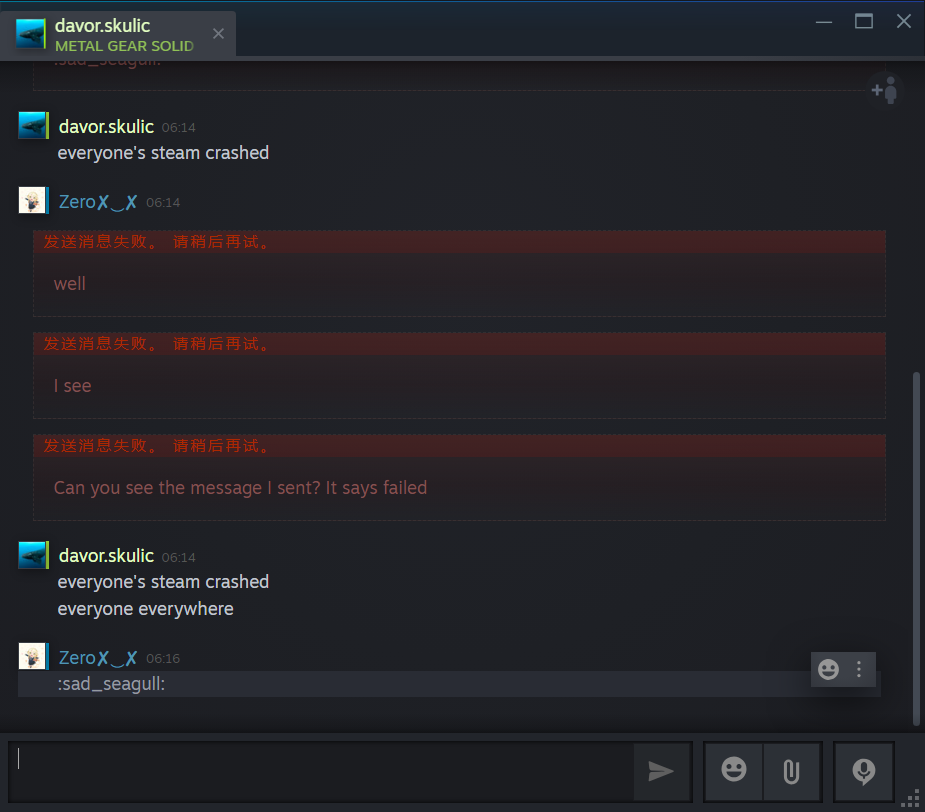 davor.skulic
METAL GEAR SOLID
:sad_seagull:
davor.skulic 06:14
everyone's steam crashed
Zero✗‿✗ 06:14
发送消息失败。 请稍后再试。
well
发送消息失败。 请稍后再试。
I see
发送消息失败。 请稍后再试。
Can you see the message I sent? It says failed
davor.skulic 06:14
everyone's steam crashed
everyone everywhere
Zero✗‿✗ 06:16
:sad_seagull: